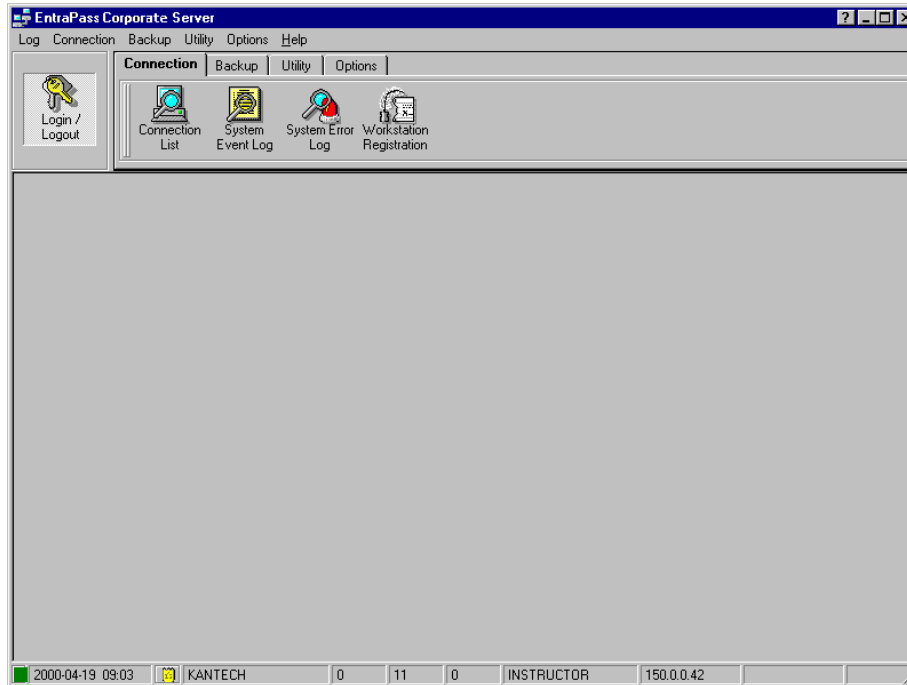 EntraPass Corporate Server
Log Connection Backup Utility Options Help
Connection Backup Utility Options
Login / Logout
Connection List
System Event Log
System Error Log
Workstation Registration
2000-04-19 09:03 KANTECH 0 11 0 INSTRUCTOR 150.0.0.42